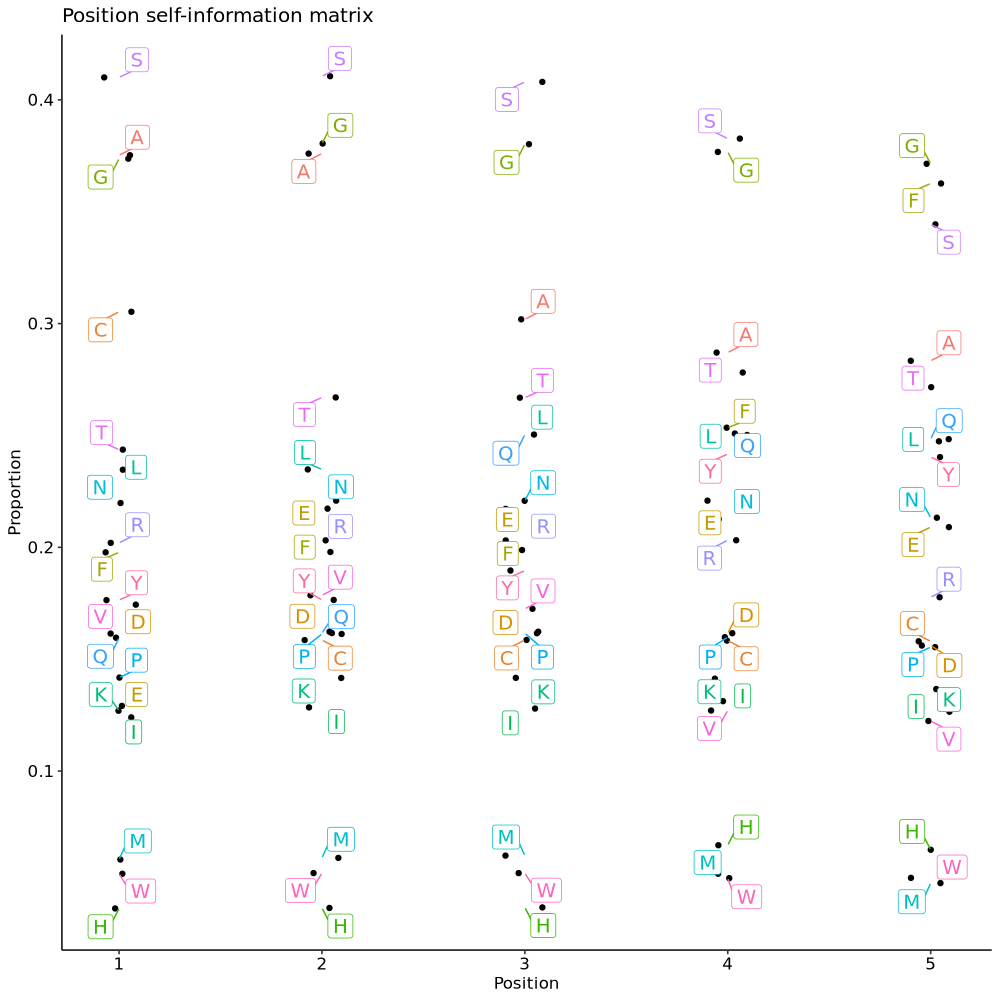 Position self-information matrix
Proportion
0.4
0.3
0.2
0.1
S
A
G
C
T
L
N
R
F
Y
V
D
Q
P
K
E
I
M
W
H
S
G
A
T
L
N
E
R
F
Y
V
D
Q
P
C
K
I
M
W
H
S
G
A
T
L
Q
N
E
R
F
Y
V
D
C
P
K
I
M
W
H
S
G
A
T
F
L
Q
Y
N
E
R
D
P
C
K
I
V
H
M
W
G
F
S
A
T
Q
L
Y
N
E
R
C
P
D
K
I
V
H
W
M
1 2 3 4 5
Position